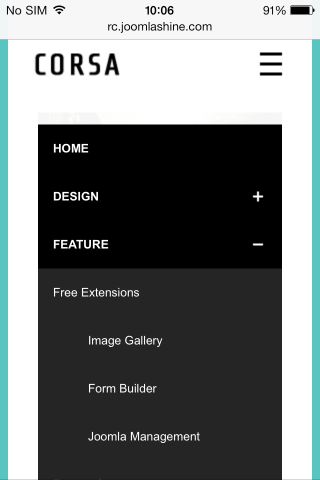 No SIM 10:06 91%
rc.joomlashine.com
CORSA
HOME
DESIGN +
FEATURE −
Free Extensions
Image Gallery
Form Builder
Joomla Management